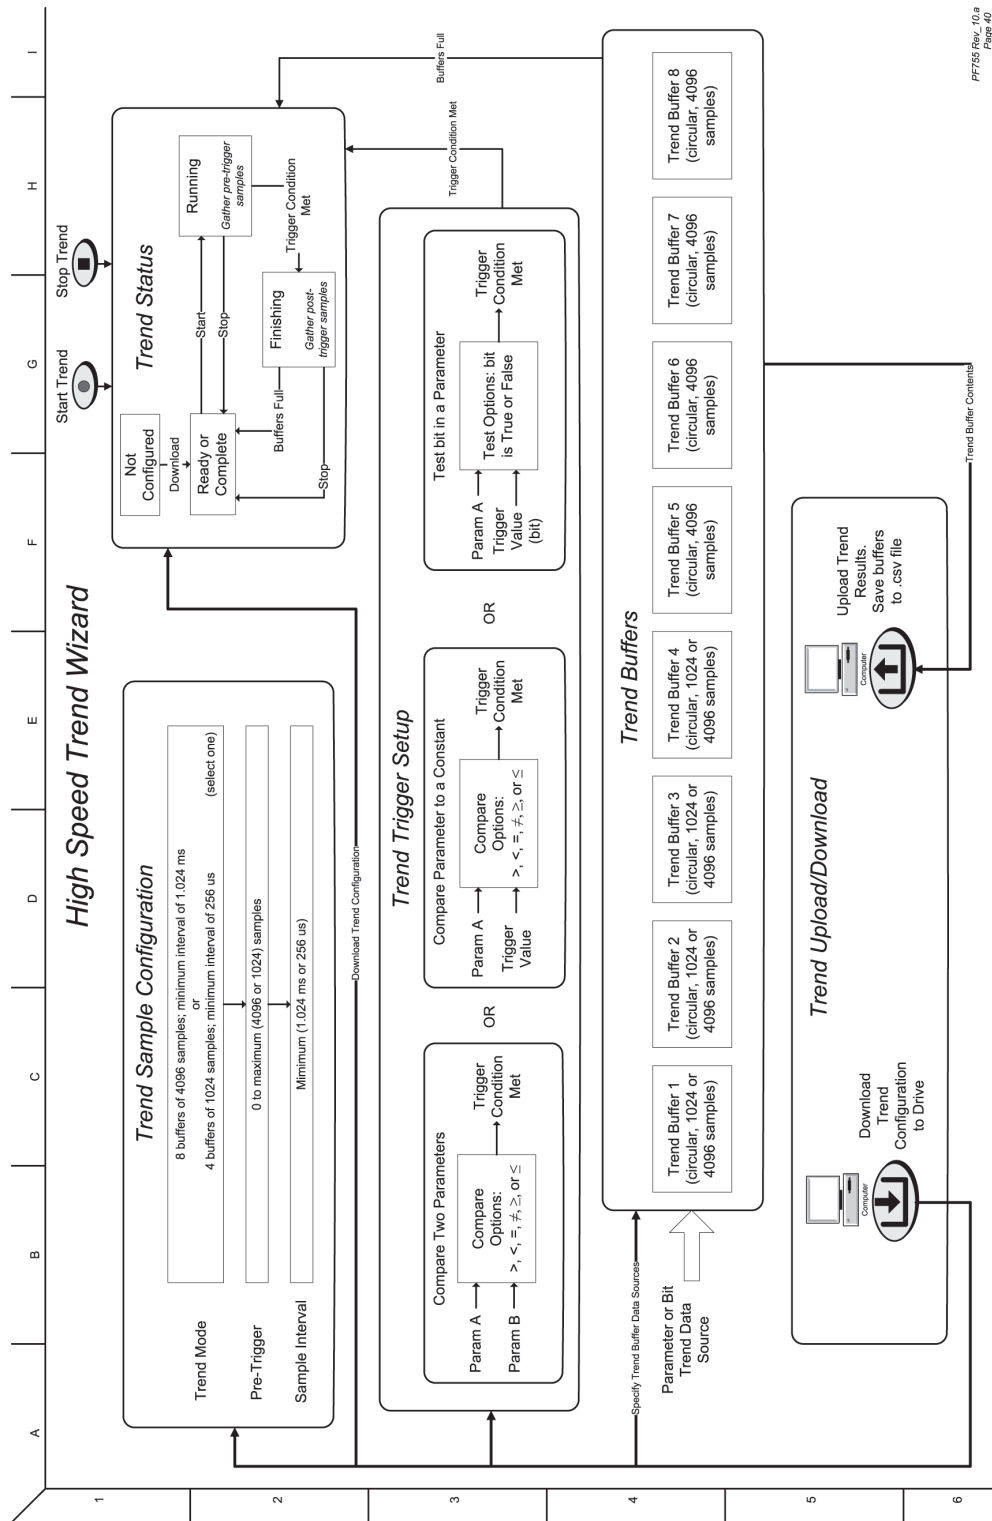 High Speed Trend Wizard
A
B
C
D
E
F
G
H
I
1
2
3
4
5
6
Trend Sample Configuration
Trend Mode
8 buffers of 4096 samples; minimum interval of 1.024 ms
or
4 buffers of 1024 samples; minimum interval of 256 us
(select one)
Pre-Trigger
0 to maximum (4096 or 1024) samples
Sample Interval
Mimimum (1.024 ms or 256 us)
Start Trend
Stop Trend
Trend Status
Not
Configured
Download
Ready or
Complete
Start
Stop
Running
Gather pre-trigger
samples
Trigger Condition
Met
Finishing
Gather post-
trigger samples
Buffers Full
Stop
Download Trend Configuration
Trend Trigger Setup
Compare Two Parameters
Param A
Param B
Compare
Options:
>, <, =, ≠, ≥, or ≤
Trigger
Condition
Met
OR
Compare Parameter to a Constant
Param A
Trigger
Value
Compare
Options:
>, <, =, ≠, ≥, or ≤
Trigger
Condition
Met
OR
Test bit in a Parameter
Param A
Trigger
Value
(bit)
Test Options: bit
is True or False
Trigger
Condition
Met
Trigger Condition Met
Buffers Full
Trend Buffers
Specify Trend Buffer Data Sources
Parameter or Bit
Trend Data
Source
Trend Buffer 1
(circular, 1024 or
4096 samples)
Trend Buffer 2
(circular, 1024 or
4096 samples)
Trend Buffer 3
(circular, 1024 or
4096 samples)
Trend Buffer 4
(circular, 1024 or
4096 samples)
Trend Buffer 5
(circular, 4096
samples)
Trend Buffer 6
(circular, 4096
samples)
Trend Buffer 7
(circular, 4096
samples)
Trend Buffer 8
(circular, 4096
samples)
Trend Upload/Download
Computer
Download
Trend
Configuration
to Drive
Computer
Upload Trend
Results.
Save buffers
to .csv file
Trend Buffer Contents
PF755 Rev_10.a
Page 40